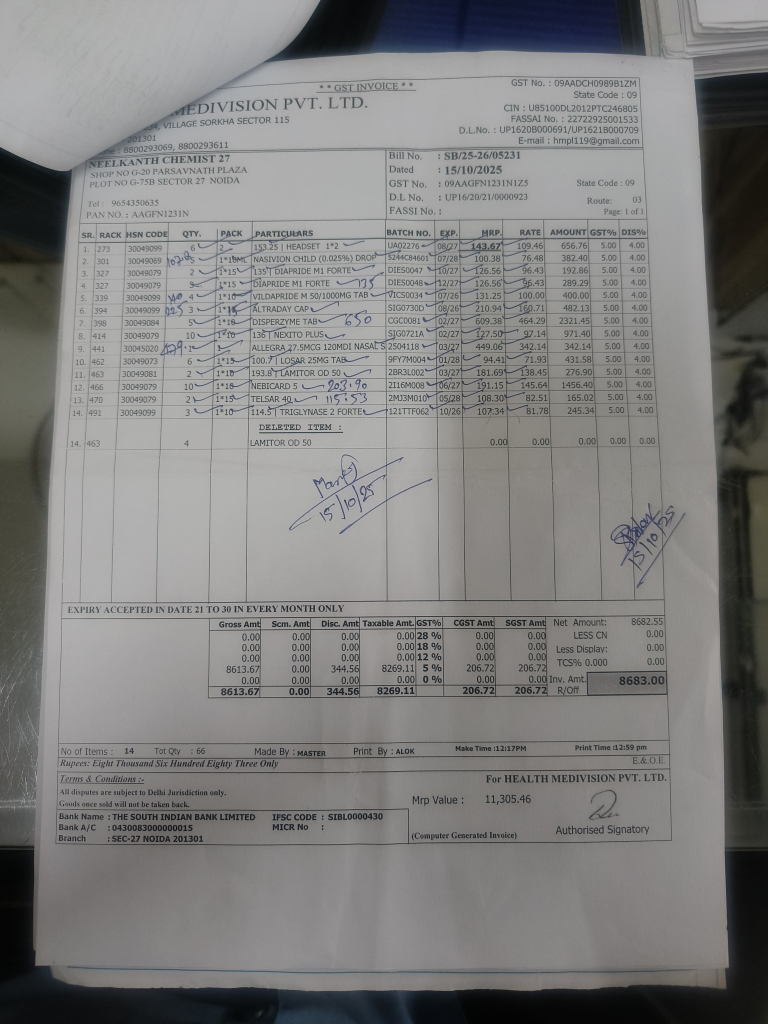 ** GST INVOICE **
MEDIVISION PVT. LTD.
VILLAGE SORKHA SECTOR 115
201301
8800293069, 8800293611
GST No. : 09AADCH0989B1ZM
State Code : 09
CIN : U85100DL2012PTC246805
FASSAI No. : 22722925001533
D.L.No. : UP1620B000691/UP1621B000709
E-mail : hmpl119@gmail.com
NEELKANTH CHEMIST 27
SHOP NO G-20 PARSAVNATH PLAZA
PLOT NO G-75B SECTOR 27 NOIDA
Tel : 9654350635
PAN NO. : AAGFN1231N
Bill No. : SB/25-26/05231
Dated : 15/10/2025
GST No. : 09AAGFN1231N1Z5 State Code : 09
D.L No. : UP16/20/21/0000923 Route: 03
FASSI No. : Page: 1 of 1
SR. RACK HSN CODE QTY. PACK PARTICULARS BATCH NO. EXP. MRP. RATE AMOUNT GST% DIS%
1. 273 30049099 6 2 153.25 | HEADSET 1*2 UA02276 08/27 143.67 109.46 656.76 5.00 4.00
2. 301 30049069 5 1*10ML NASIVION CHILD (0.025%) DROP 5244C84601 07/28 100.38 76.48 382.40 5.00 4.00
3. 327 30049079 2 1*15 135 | DIAPRIDE M1 FORTE DIES0047 10/27 126.56 96.43 192.86 5.00 4.00
4. 327 30049079 1*15 DIAPRIDE M1 FORTE 135 DIES0048 12/27 126.56 96.43 289.29 5.00 4.00
5. 339 30049099 4 1*10 VILDAPRIDE M 50/1000MG TAB VICS0034 07/26 131.25 100.00 400.00 5.00 4.00
6. 394 30049099 3 1*15 ALTRADAY CAP SIG0730D 08/26 210.94 160.71 482.13 5.00 4.00
7. 398 30049084 5 1*10 DISPERZYME TAB 650 CGC0081 02/27 609.38 464.29 2321.45 5.00 4.00
8. 414 30049079 10 1*10 136 | NEXITO PLUS SJG0721A 02/27 127.50 97.14 971.40 5.00 4.00
9. 441 30045020 1 1 ALLEGRA 27.5MCG 120MDI NASAL S 2504118 03/27 449.06 342.14 342.14 5.00 4.00
10. 462 30049073 6 1*15 100.7 | LOSAR 25MG TAB 9FY7M004 01/28 94.41 71.93 431.58 5.00 4.00
11. 463 30049081 2 1*10 193.8 | LAMITOR OD 50 2BR3L002 03/27 181.69 138.45 276.90 5.00 4.00
12. 466 30049079 10 1*10 NEBICARD 5 203.90 2I16M008 06/27 191.15 145.64 1456.40 5.00 4.00
13. 470 30049079 2 1*15 TELSAR 40 115.53 2MJ3M010 05/28 108.30 82.51 165.02 5.00 4.00
14. 491 30049099 3 1*10 114.5 | TRIGLYNASE 2 FORTE 121TTF062 10/26 107.34 81.78 245.34 5.00 4.00
DELETED ITEM :
14. 463 4 LAMITOR OD 50 0.00 0.00 0.00 0.00 0.00
15/10/25
15/10/25
EXPIRY ACCEPTED IN DATE 21 TO 30 IN EVERY MONTH ONLY
Gross Amt Scm. Amt Disc. Amt Taxable Amt. GST% CGST Amt SGST Amt
0.00 0.00 0.00 0.00 28 % 0.00 0.00
0.00 0.00 0.00 0.00 18 % 0.00 0.00
0.00 0.00 0.00 0.00 12 % 0.00 0.00
8613.67 0.00 344.56 8269.11 5 % 206.72 206.72
0.00 0.00 0.00 0.00 0 % 0.00 0.00
8613.67 0.00 344.56 8269.11 206.72 206.72
Net Amount: 8682.55
LESS CN 0.00
Less Display: 0.00
TCS% 0.000 0.00
Inv. Amt. 8683.00
R/Off
No of Items : 14 Tot Qty : 66 Made By : MASTER Print By : ALOK Make Time :12:17PM Print Time :12:59 pm
Rupees: Eight Thousand Six Hundred Eighty Three Only E.& O.E.
Terms & Conditions :-
All disputes are subject to Delhi Jurisdiction only.
Goods once sold will not be taken back.
Bank Name : THE SOUTH INDIAN BANK LIMITED IFSC CODE : SIBL0000430
Bank A/C : 0430083000000015 MICR No :
Branch : SEC-27 NOIDA 201301
For HEALTH MEDIVISION PVT. LTD.
Mrp Value : 11,305.46
(Computer Generated Invoice) Authorised Signatory